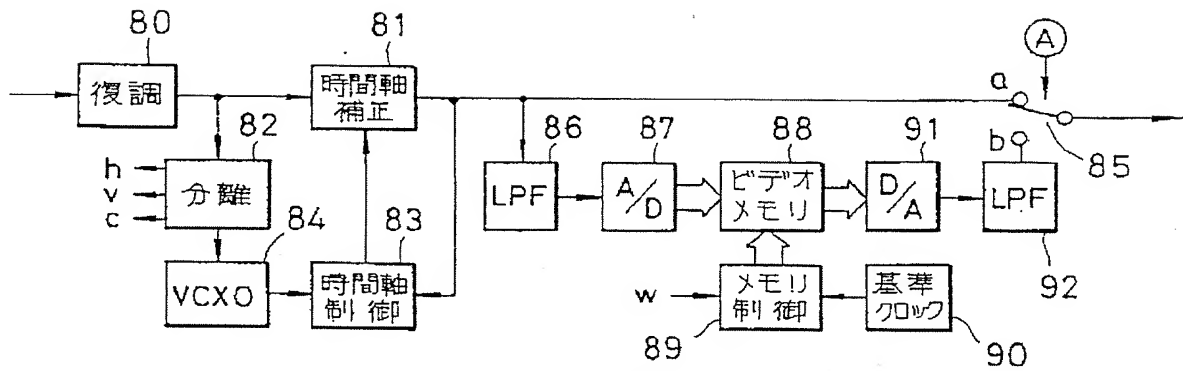 80
復調
81
時間軸
補正
82
分離
h
v
c
84
VCXO
83
時間軸
制御
86
LPF
87
A/D
88
ビデオ
メモリ
91
D/A
A
a
b
85
LPF
92
w
メモリ
制御
89
基準
クロック
90